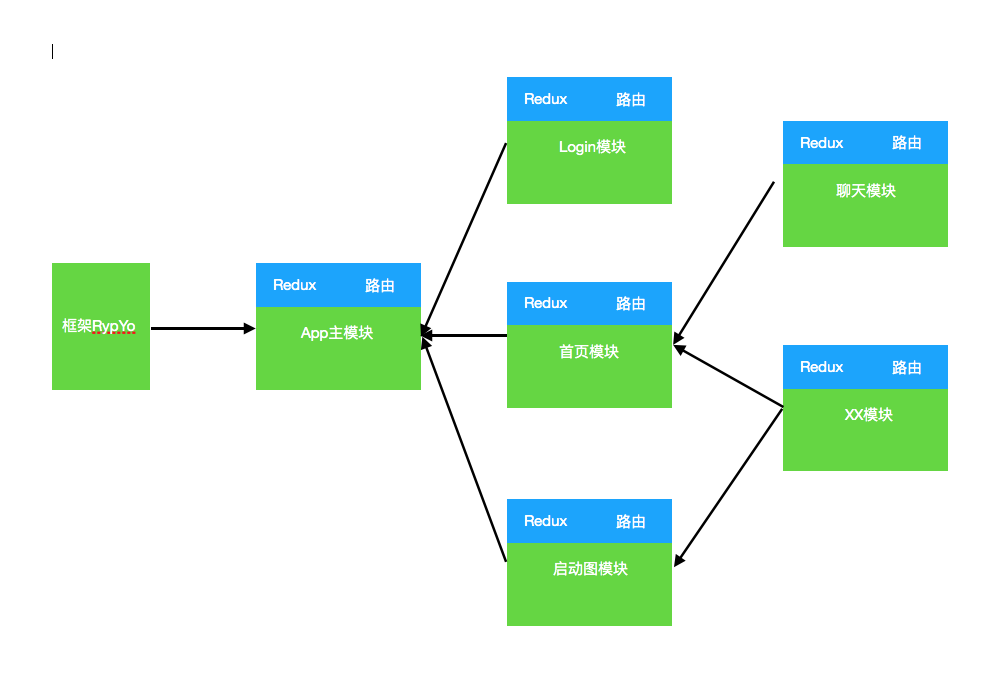 框架RypYo
Redux 路由
App主模块
Redux 路由
Login模块
Redux 路由
首页模块
Redux 路由
启动图模块
Redux 路由
聊天模块
Redux 路由
XX模块